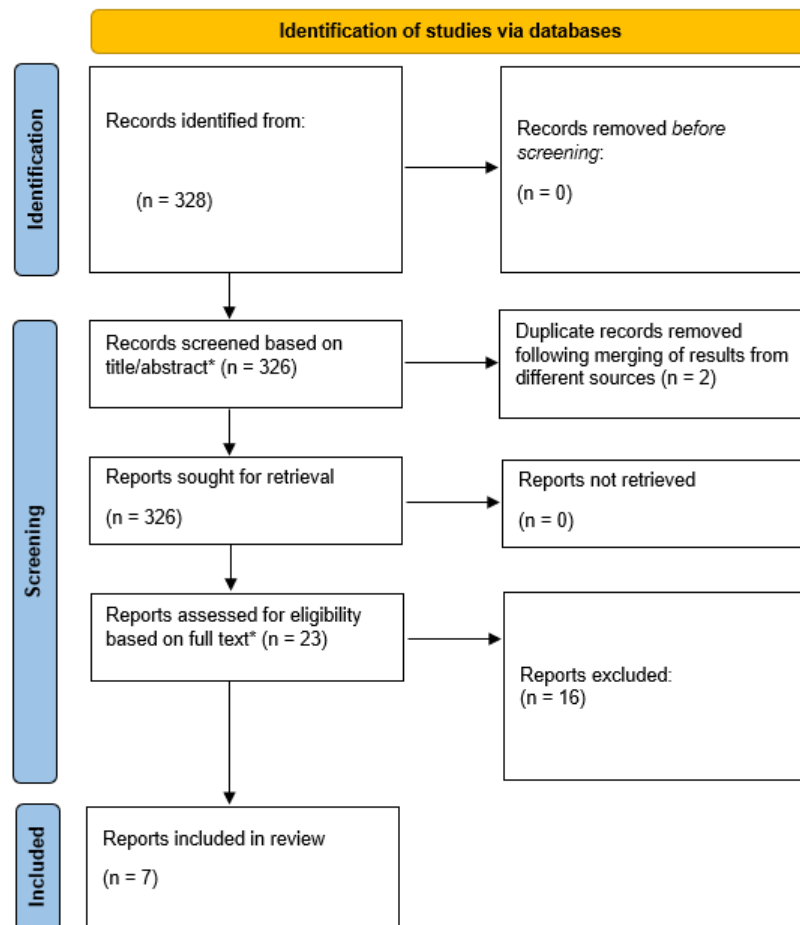 Identification of studies via databases
Identification
Records identified from:
(n = 328)
Records removed before
screening:
(n = 0)
Screening
Records screened based on
title/abstract* (n = 326)
Duplicate records removed
following merging of results from
different sources (n = 2)
Reports sought for retrieval
(n = 326)
Reports not retrieved
(n = 0)
Reports assessed for eligibility
based on full text* (n = 23)
Reports excluded:
(n = 16)
Included
Reports included in review
(n = 7)